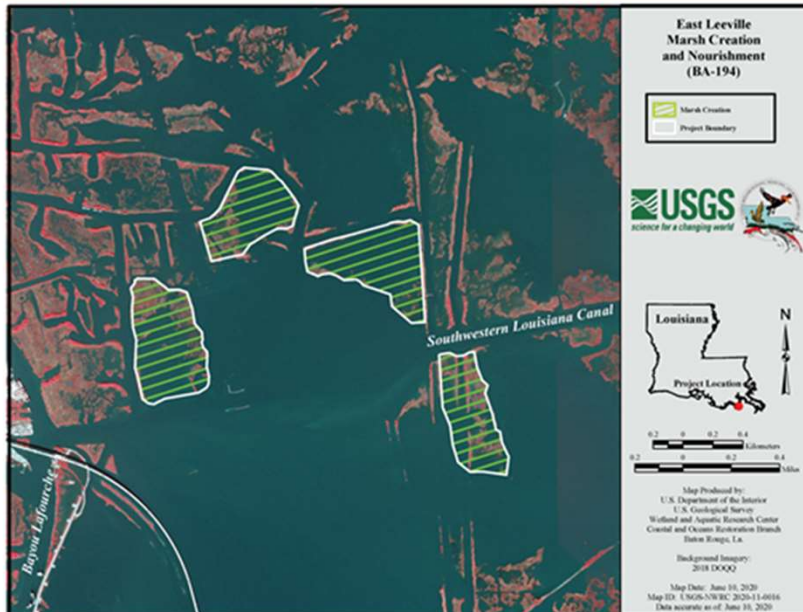 East Leeville
Marsh Creation
and Nourishment
(BA-194)
Marsh Creation
Project Boundary
USGS
science for a changing world
Southwestern Louisiana Canal
Bayou Lafourche
Louisiana
N
Project Location
0.2 0 0.2 0.4
Kilometers
0.2 0 0.2 0.4
Miles
Map Produced by:
U.S. Department of the Interior
U.S. Geological Survey
Wetland and Aquatic Research Center
Coastal and Oceans Restoration Branch
Baton Rouge, La.
Background Imagery:
2018 DOQQ
Map Date: June 10, 2020
Map ID: USGS-NWRC 2020-11-0016
Data accurate as of: June 10, 2020